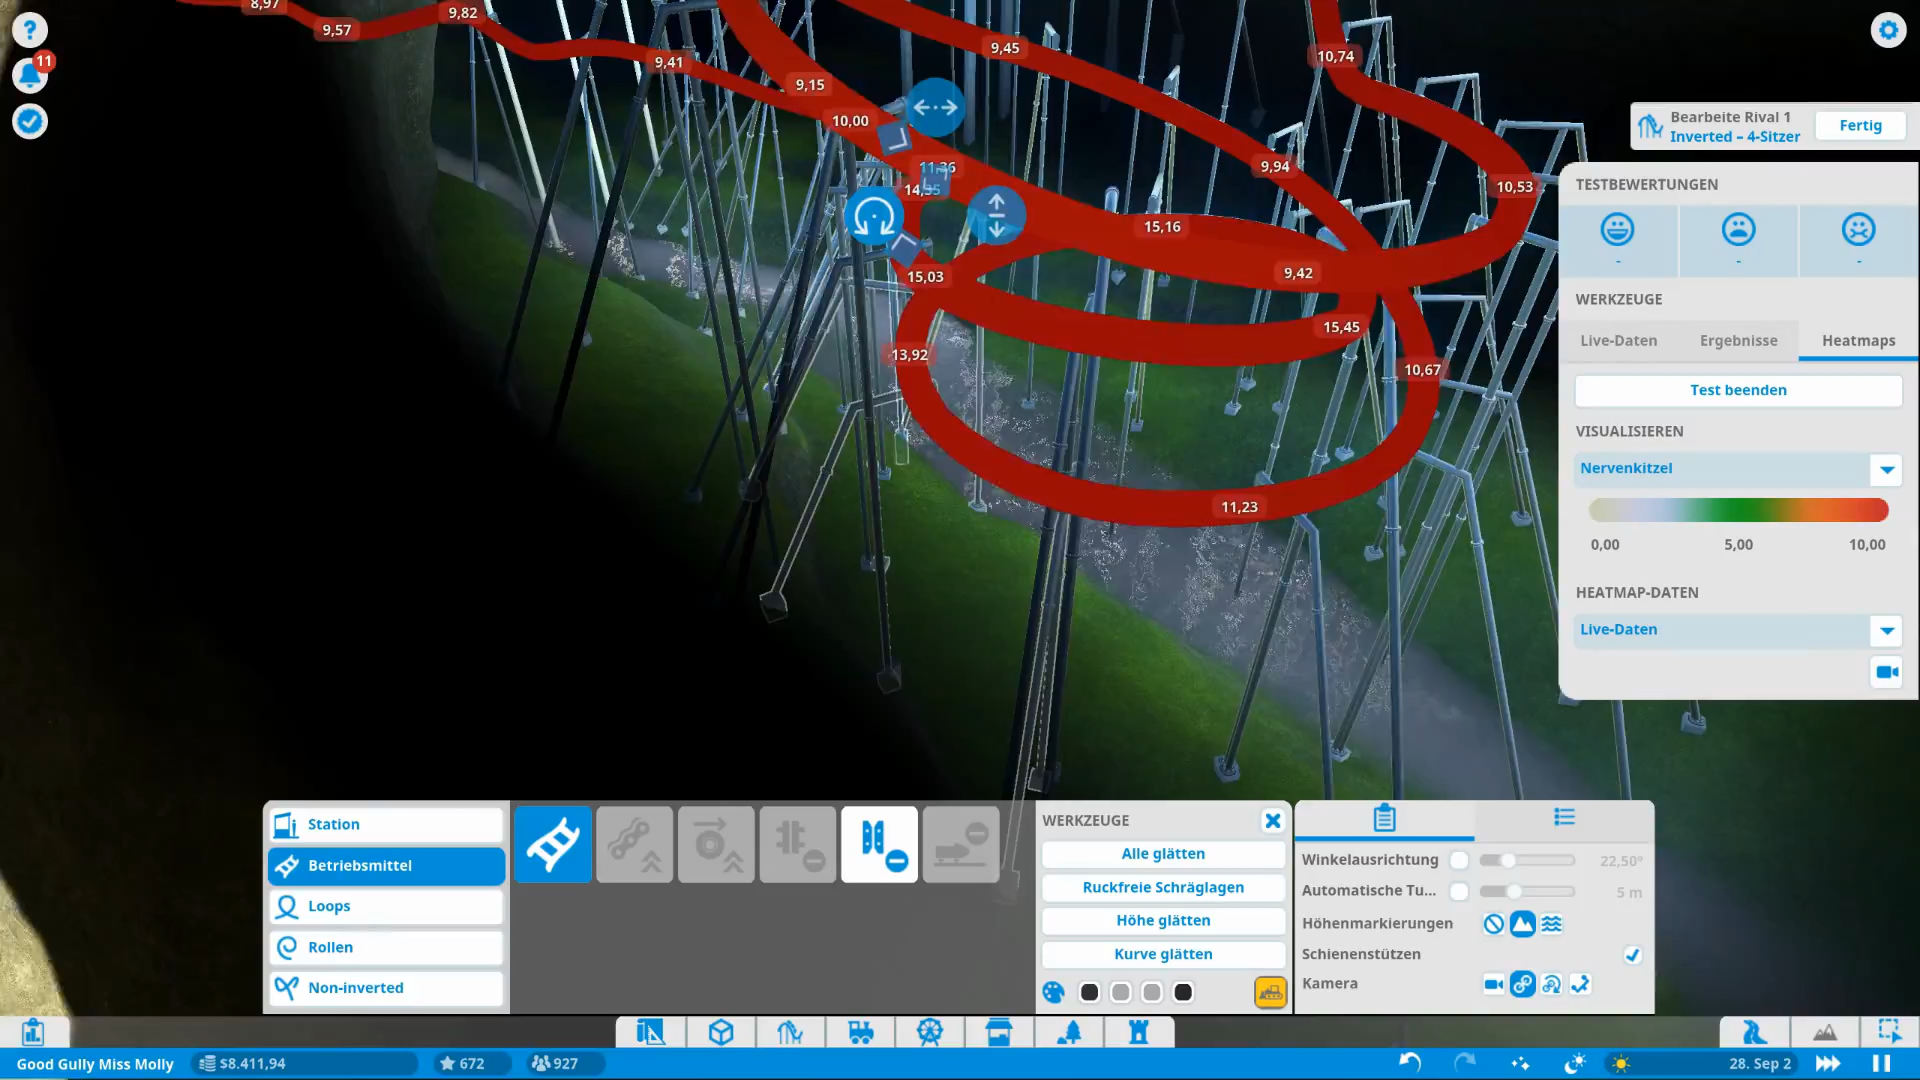 8,97
9,57
9,82
9,41
9,15
10,00
11,36
14,35
15,03
13,92
9,45
9,94
10,74
10,53
15,16
9,42
15,45
10,67
11,23
?
11
Bearbeite Rival 1
Inverted – 4-Sitzer
Fertig
TESTBEWERTUNGEN
- - -
WERKZEUGE
Live-Daten Ergebnisse Heatmaps
Test beenden
VISUALISIEREN
Nervenkitzel
0,00 5,00 10,00
HEATMAP-DATEN
Live-Daten
Station
Betriebsmittel
Loops
Rollen
Non-inverted
WERKZEUGE
Alle glätten
Ruckfreie Schräglagen
Höhe glätten
Kurve glätten
Winkelausrichtung 22,50°
Automatische Tu... 5 m
Höhenmarkierungen
Schienenstützen
Kamera
Good Gully Miss Molly $8.411,94 672 927 28. Sep 2